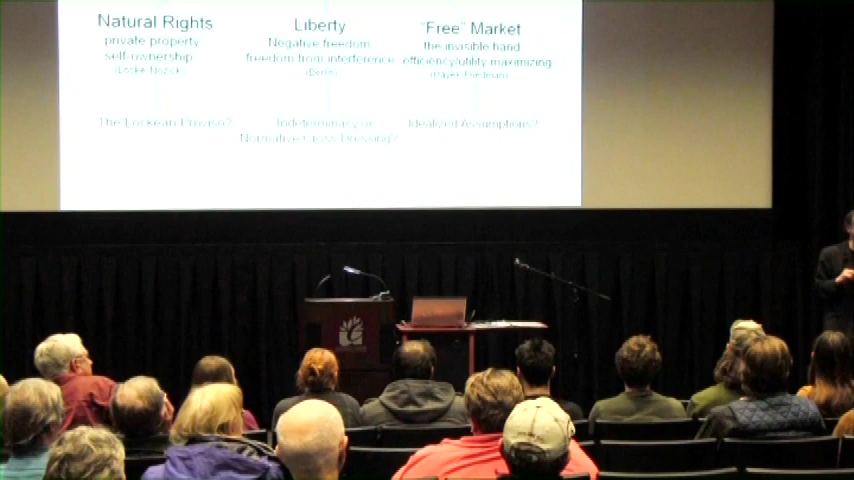 Natural Rights
private property
self-ownership
(Locke-Nozick)
The Lockean Proviso?
Liberty
Negative freedom
freedom from interference
(Berlin)
Indeterminacy or
Normative Cross Dressing?
"Free" Market
the invisible hand
efficiency/utility maximizing
(Hayek-Friedman)
Idealized Assumptions?